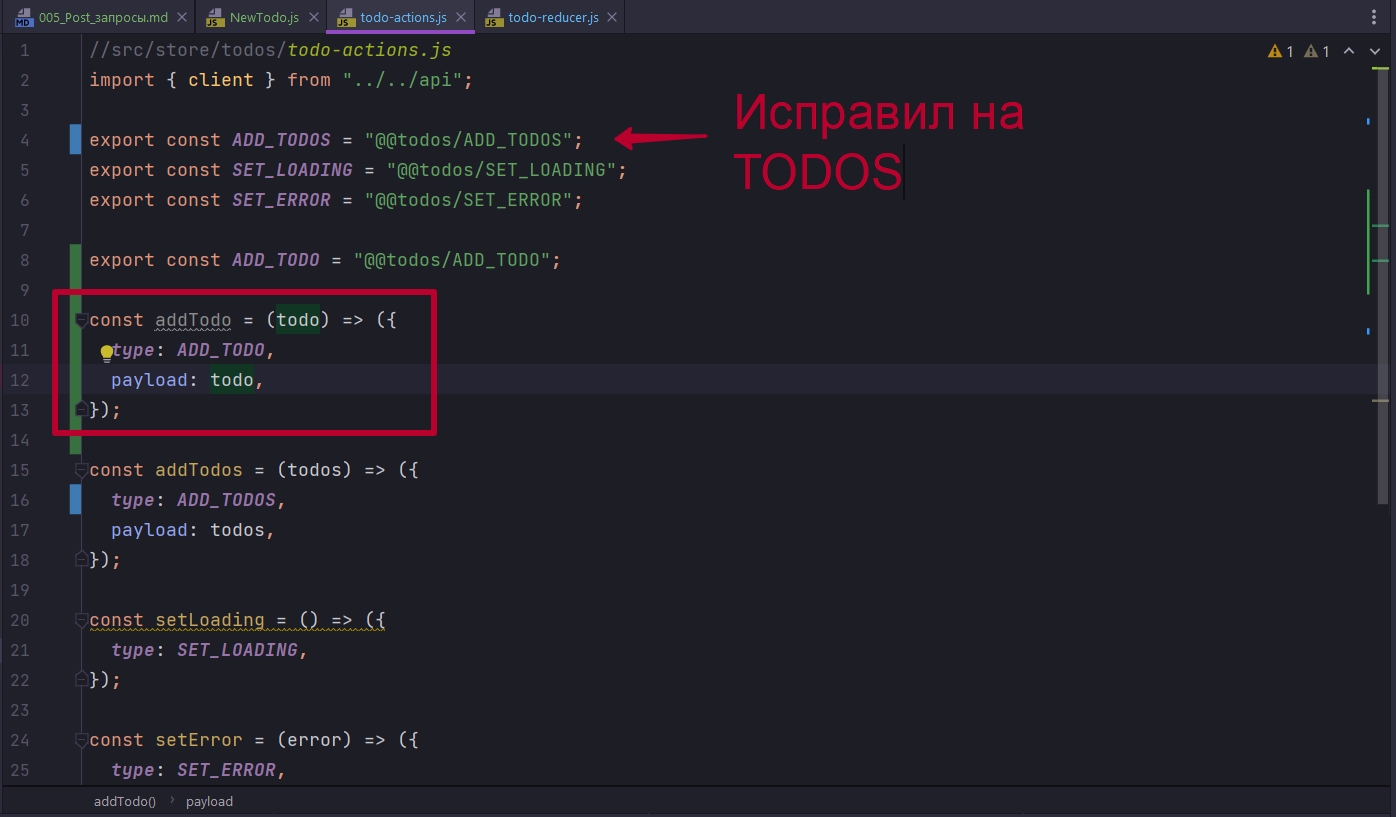 MD 005_Post_запросы.md JS NewTodo.js JS todo-actions.js JS todo-reducer.js
1 //src/store/todos/todo-actions.js 1 1
2 import { client } from "../../api";
3
Исправил на
4 export const ADD_TODOS = "@@todos/ADD_TODOS";
TODOS
5 export const SET_LOADING = "@@todos/SET_LOADING";
6 export const SET_ERROR = "@@todos/SET_ERROR";
7
8 export const ADD_TODO = "@@todos/ADD_TODO";
9
10 const addTodo = (todo) => ({
11 type: ADD_TODO,
12 payload: todo,
13 });
14
15 const addTodos = (todos) => ({
16 type: ADD_TODOS,
17 payload: todos,
18 });
19
20 const setLoading = () => ({
21 type: SET_LOADING,
22 });
23
24 const setError = (error) => ({
25 type: SET_ERROR,
addTodo() › payload